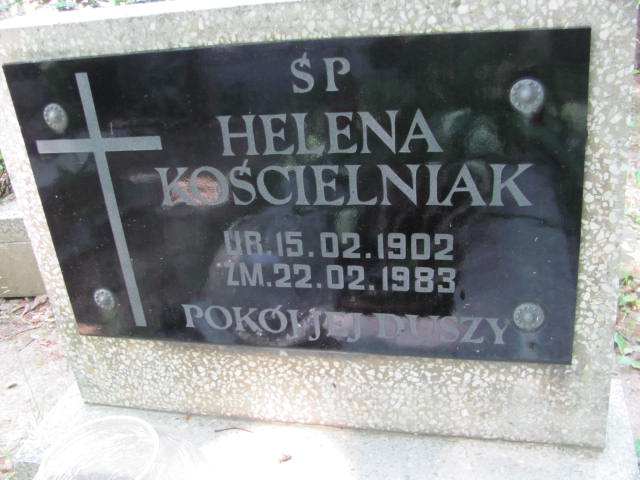 ŚP
HELENA
KOŚCIELNIAK
UR.15.02.1902
ZM.22.02.1983
POKÓJ JEJ DUSZY